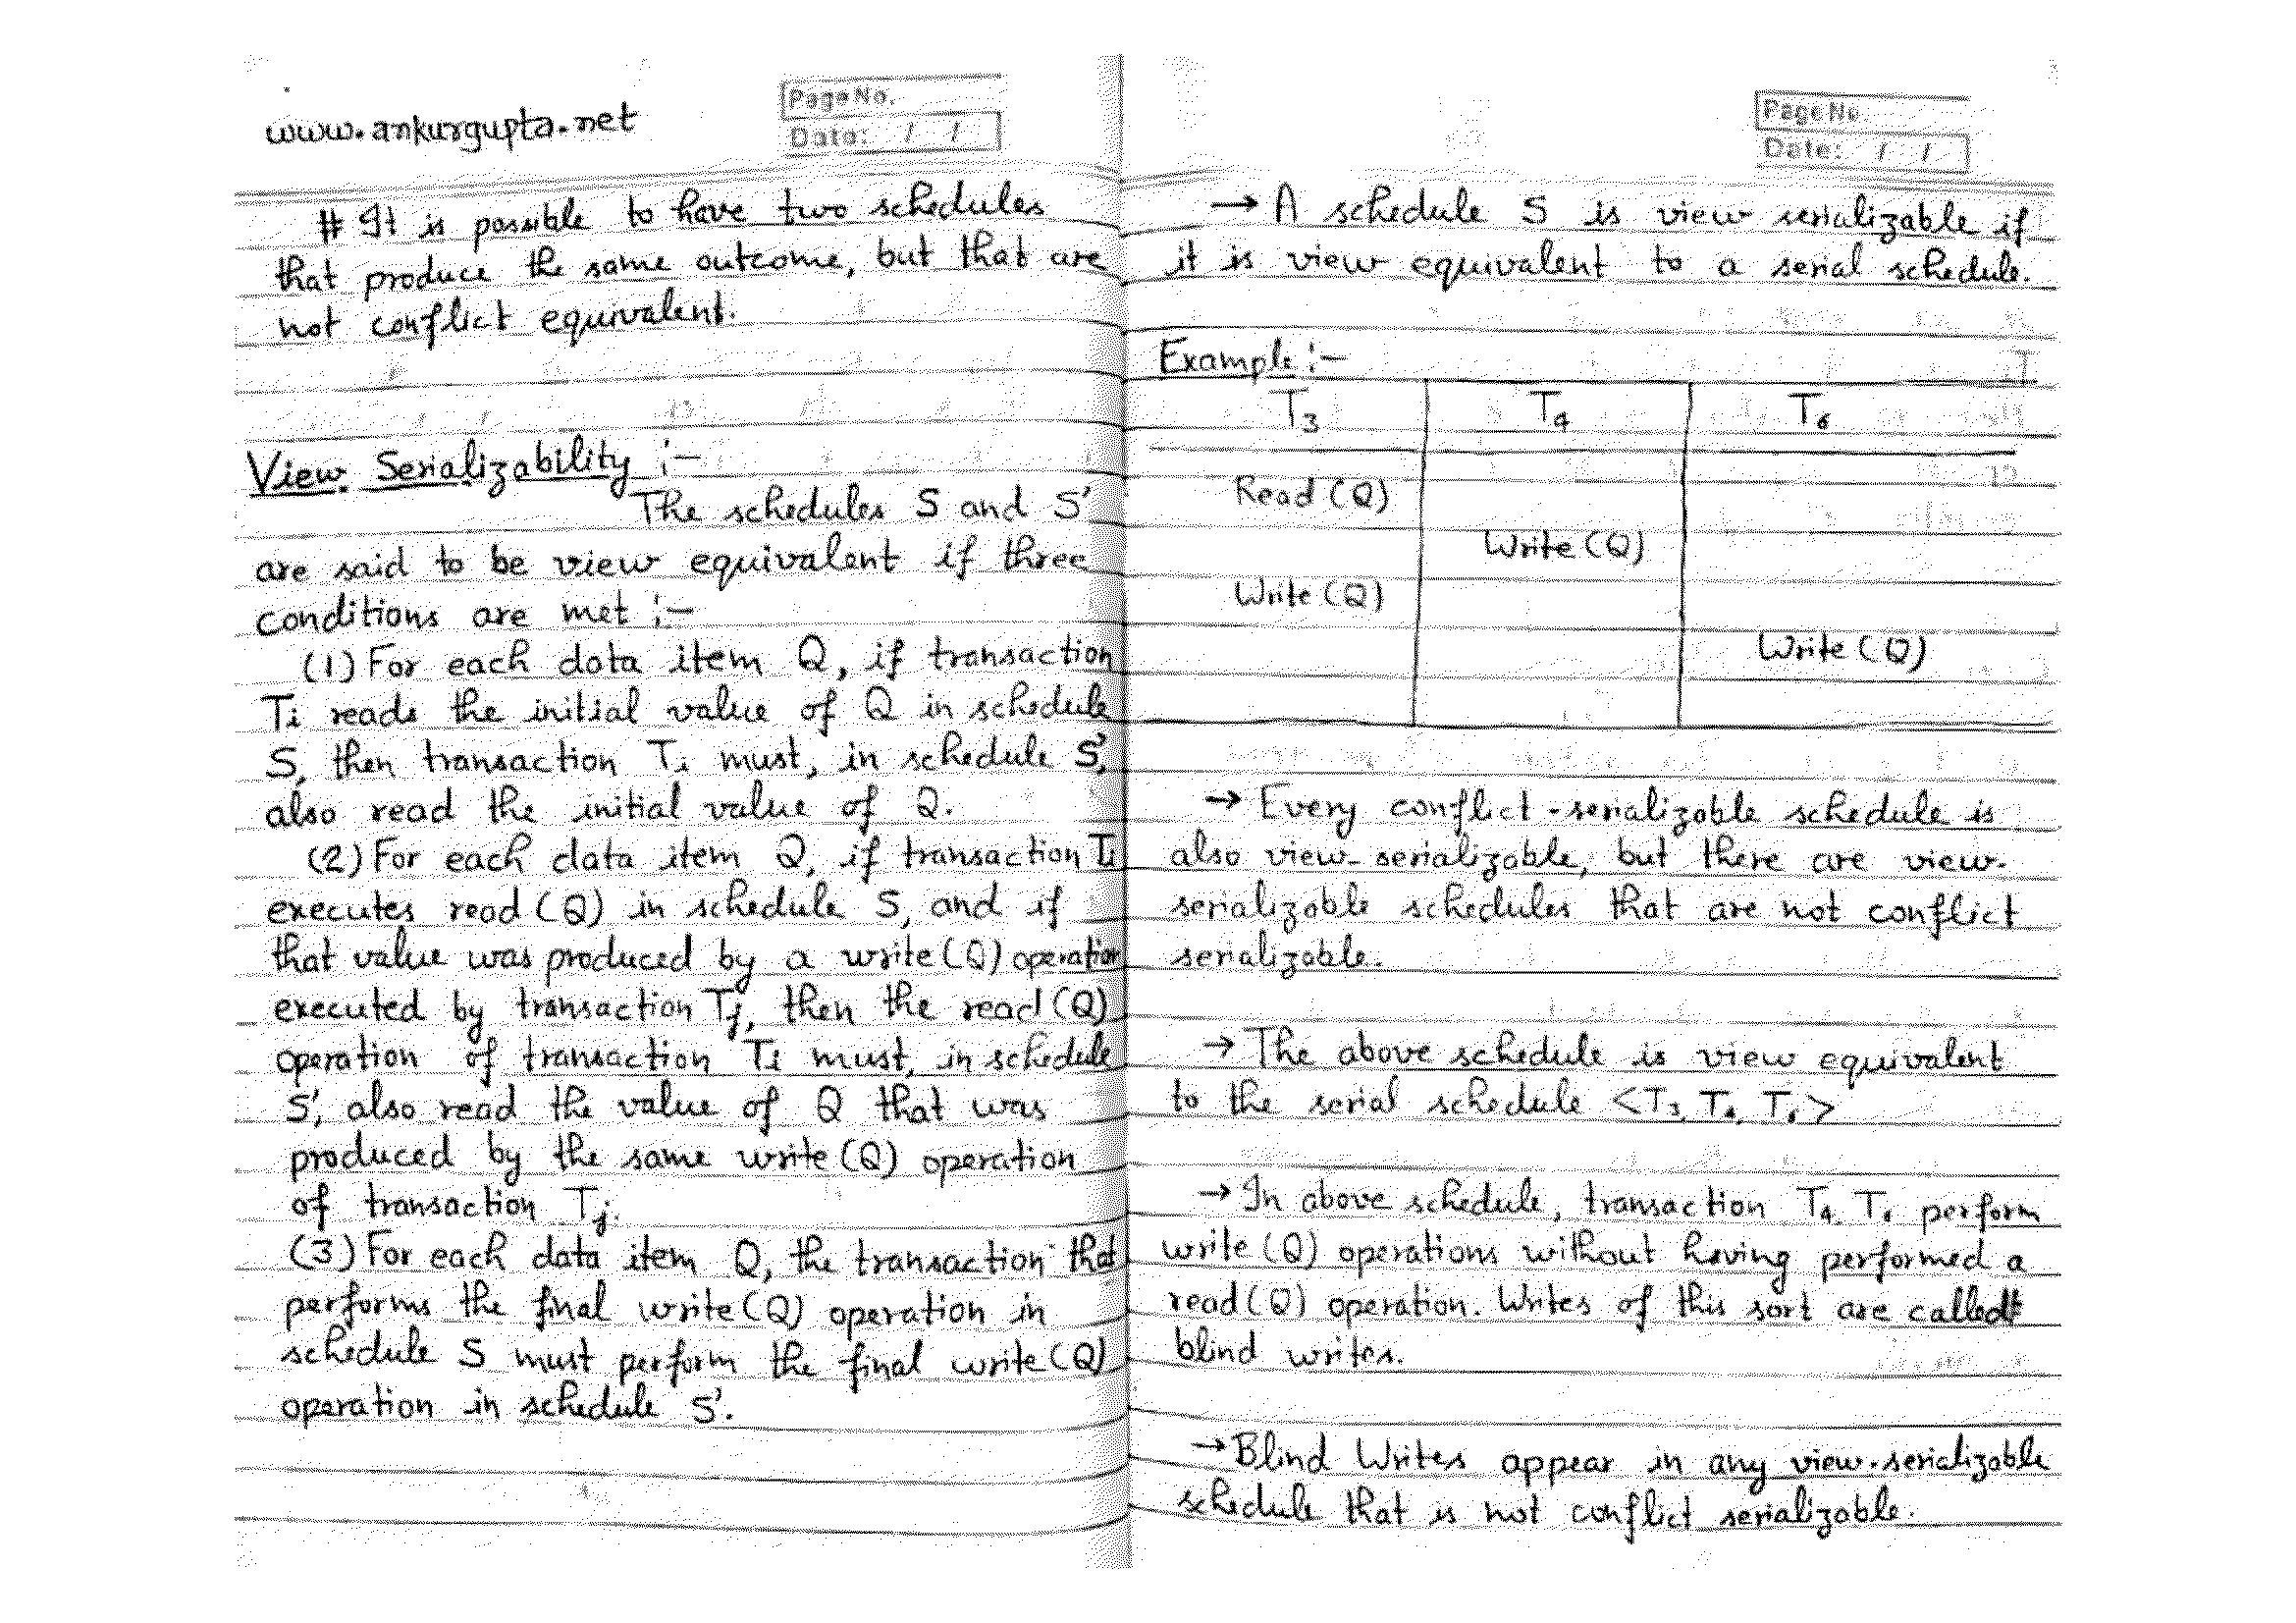 www.ankurgupta.net
Page No.
Date: / /
# It is possible to have two schedules
that produce the same outcome, but that are
not conflict equivalent.
View Serializability :-
The schedules S and S'
are said to be view equivalent if three
conditions are met :-
(1) For each data item Q, if transaction
Ti reads the initial value of Q in schedule
S, then transaction Ti must, in schedule S',
also read the initial value of Q.
(2) For each data item Q, if transaction Ti
executes read (Q) in schedule S, and if
that value was produced by a write (Q) operation
executed by transaction Tj, then the read (Q)
operation of transaction Ti must, in schedule
S', also read the value of Q that was
produced by the same write (Q) operation
of transaction Tj.
(3) For each data item Q, the transaction that
performs the final write (Q) operation in
schedule S must perform the final write (Q)
operation in schedule S'.
Page No.
Date: / /
→ A schedule S is view serializable if
it is view equivalent to a serial schedule.
Example :-
T3 T4 T6
Read (Q)
Write (Q)
Write (Q)
Write (Q)
→ Every conflict-serializable schedule is
also view-serializable, but there are view-
serializable schedules that are not conflict
serializable.
→ The above schedule is view equivalent
to the serial schedule <T3, T4, T6>
→ In above schedule, transaction T4, T6 perform
write (Q) operations without having performed a
read (Q) operation. Writes of this sort are called
blind writes.
→ Blind Writes appear in any view-serializable
schedule that is not conflict serializable.